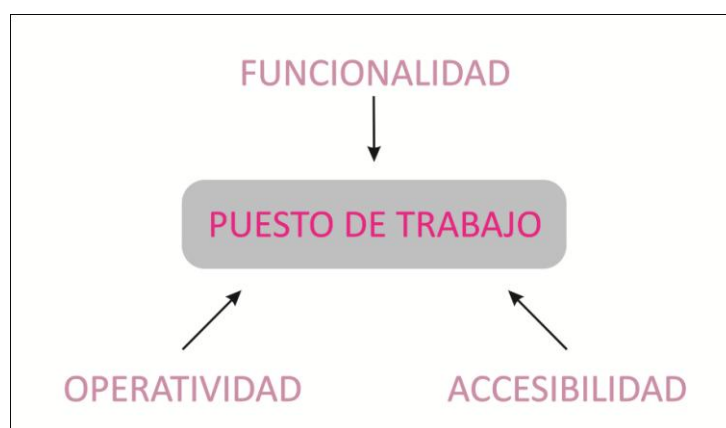 FUNCIONALIDAD
PUESTO DE TRABAJO
OPERATIVIDAD
ACCESIBILIDAD